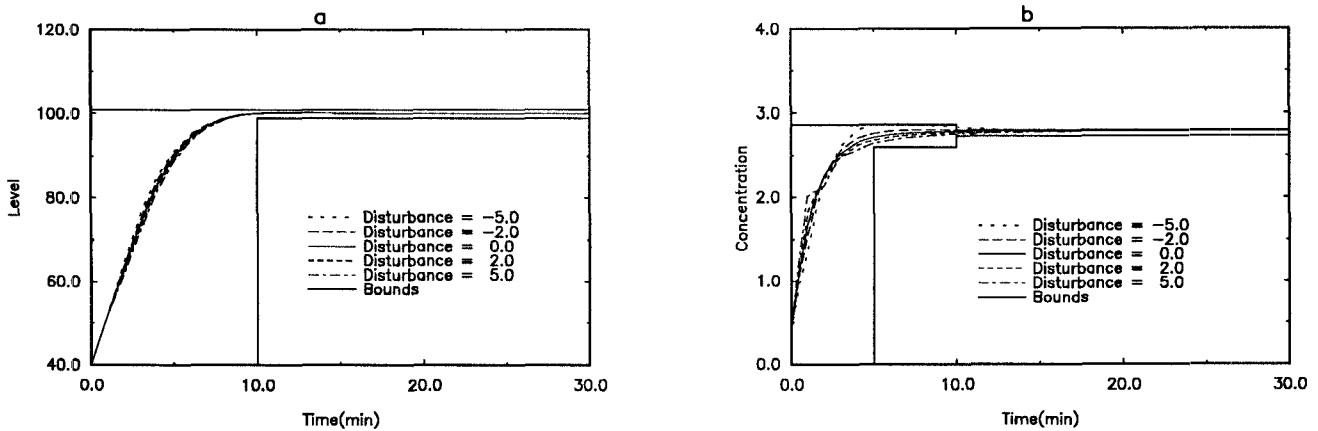 a
120.0
100.0
80.0
60.0
40.0
Level
Disturbance = -5.0
Disturbance = -2.0
Disturbance = 0.0
Disturbance = 2.0
Disturbance = 5.0
Bounds
0.0 10.0 20.0 30.0
Time(min)
b
4.0
3.0
2.0
1.0
0.0
Concentration
Disturbance = -5.0
Disturbance = -2.0
Disturbance = 0.0
Disturbance = 2.0
Disturbance = 5.0
Bounds
0.0 10.0 20.0 30.0
Time(min)